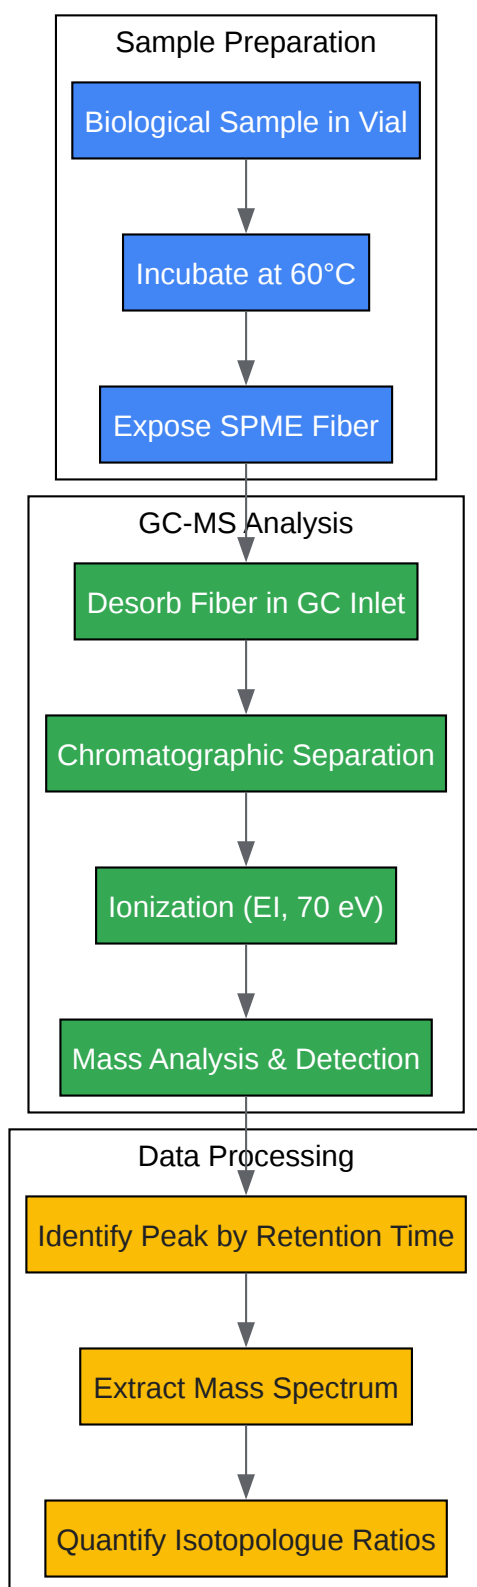 Sample Preparation
Biological Sample in Vial
Incubate at 60°C
Expose SPME Fiber
GC-MS Analysis
Desorb Fiber in GC Inlet
Chromatographic Separation
Ionization (EI, 70 eV)
Mass Analysis & Detection
Data Processing
Identify Peak by Retention Time
Extract Mass Spectrum
Quantify Isotopologue Ratios